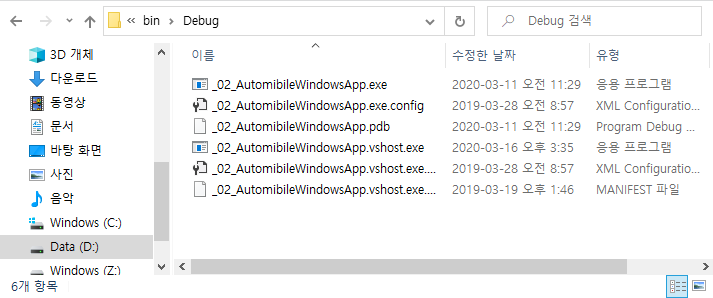 « bin › Debug
Debug 검색
3D 개체
다운로드
동영상
문서
바탕 화면
사진
음악
Windows (C:)
Data (D:)
Windows (Z:)
이름 수정한 날짜 유형
_02_AutomibileWindowsApp.exe 2020-03-11 오전 11:29 응용 프로그램
_02_AutomibileWindowsApp.exe.config 2019-03-28 오전 8:57 XML Configuratio...
_02_AutomibileWindowsApp.pdb 2020-03-11 오전 11:29 Program Debug ...
_02_AutomibileWindowsApp.vshost.exe 2020-03-16 오후 3:35 응용 프로그램
_02_AutomibileWindowsApp.vshost.exe.... 2019-03-28 오전 8:57 XML Configuratio...
_02_AutomibileWindowsApp.vshost.exe.... 2019-03-19 오후 1:46 MANIFEST 파일
6개 항목